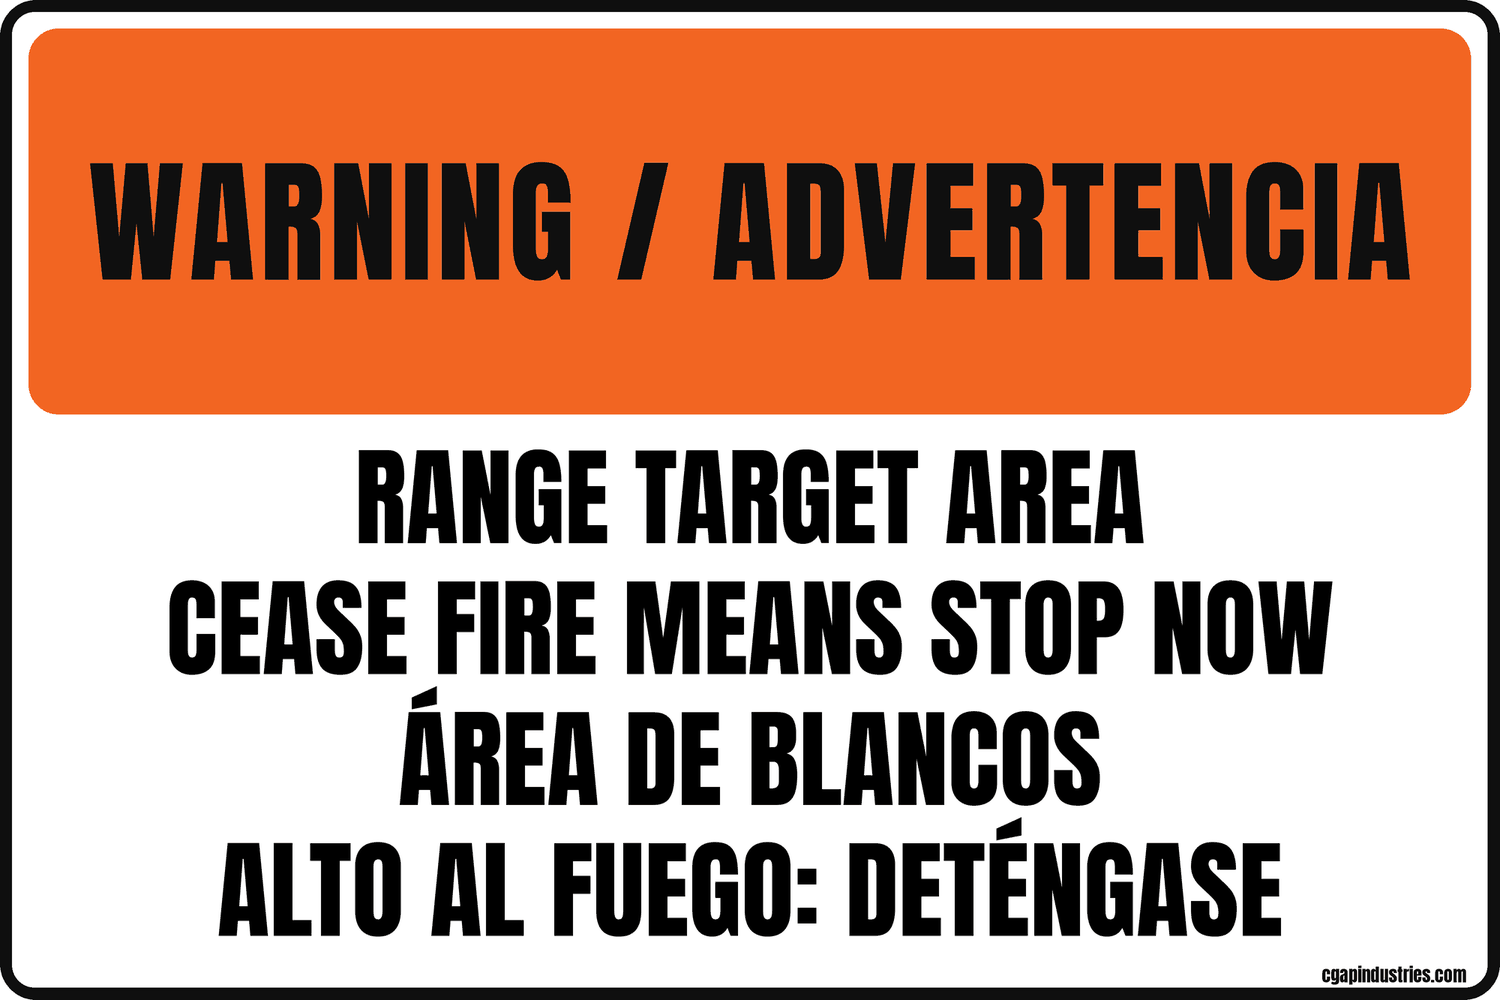 WARNING / ADVERTENCIA
RANGE TARGET AREA
CEASE FIRE MEANS STOP NOW
ÁREA DE BLANCOS
ALTO AL FUEGO: DETÉNGASE
cgapindustries.com